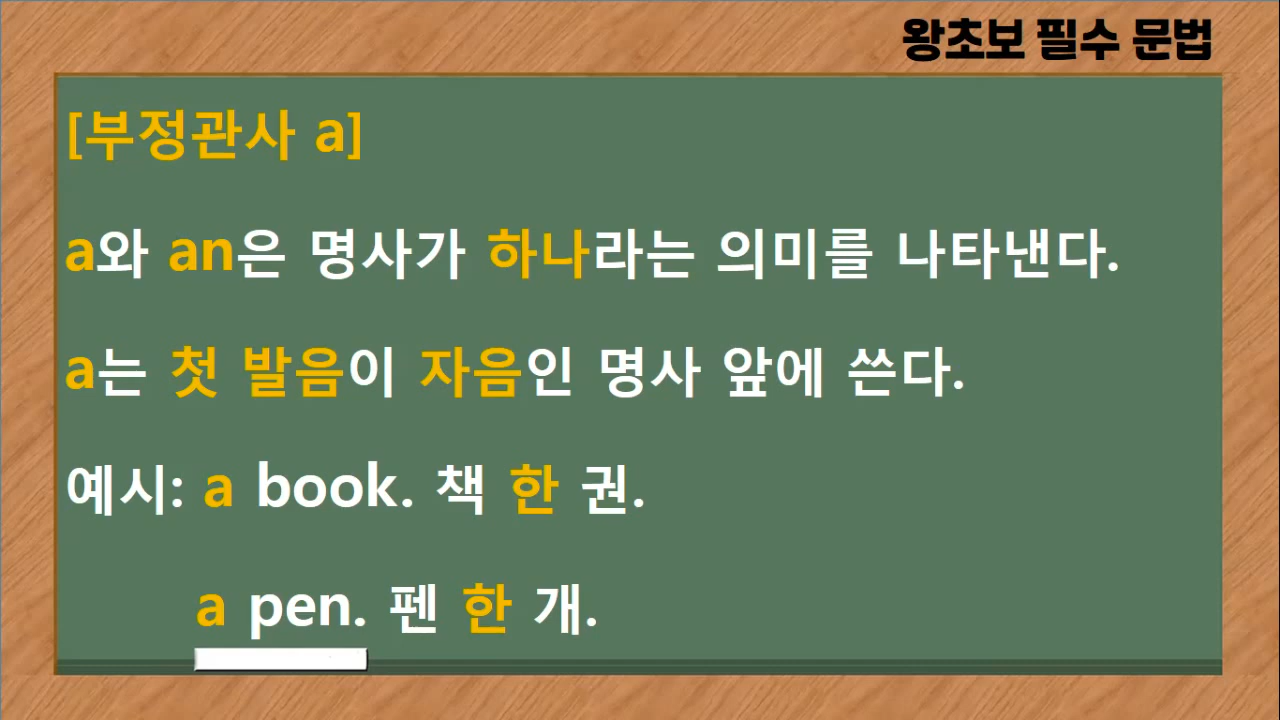 왕초보 필수 문법
[부정관사 a]
a와 an은 명사가 하나라는 의미를 나타낸다.
a는 첫 발음이 자음인 명사 앞에 쓴다.
예시: a book. 책 한 권.
a pen. 펜 한 개.